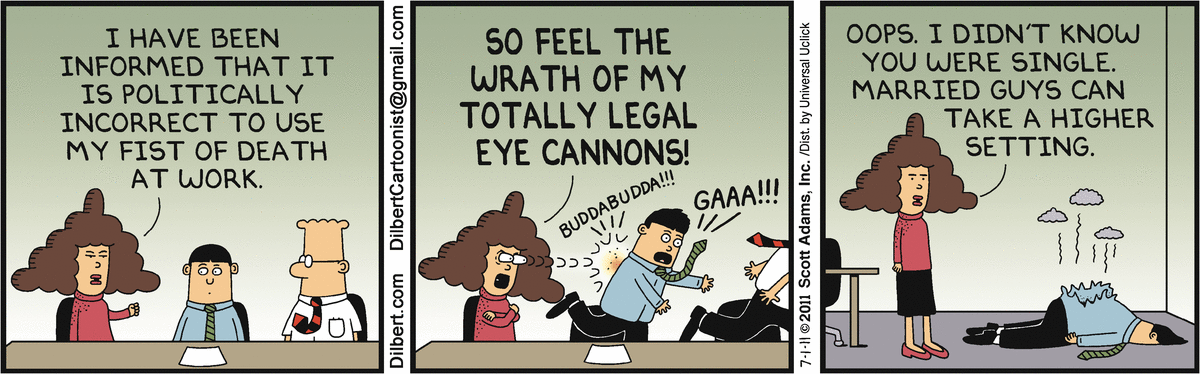 I HAVE BEEN
INFORMED THAT IT
IS POLITICALLY
INCORRECT TO USE
MY FIST OF DEATH
AT WORK.
Dilbert.com DilbertCartoonist@gmail.com
SO FEEL THE
WRATH OF MY
TOTALLY LEGAL
EYE CANNONS!
BUDDABUDDA!!!
GAAA!!!
7-1-11 © 2011 Scott Adams, Inc. /Dist. by Universal Uclick
OOPS. I DIDN'T KNOW
YOU WERE SINGLE.
MARRIED GUYS CAN
TAKE A HIGHER
SETTING.